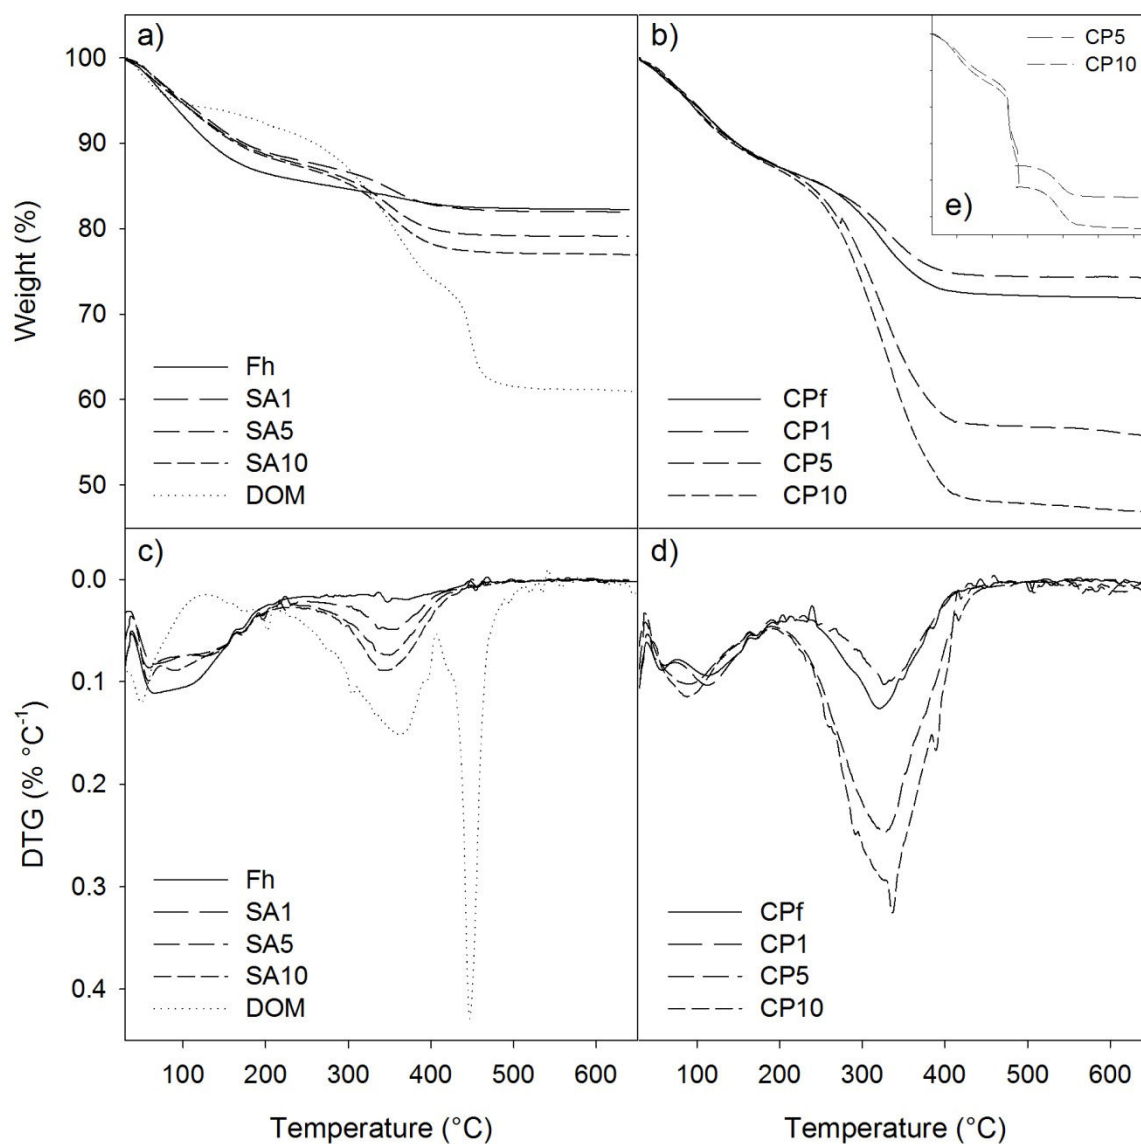 a)
100
90
80
70
60
50
Weight (%)
Fh
SA1
SA5
SA10
DOM
b)
CPf
CP1
CP5
CP10
e)
CP5
CP10
c)
0.0
0.1
0.2
0.3
0.4
DTG (% °C-1)
Fh
SA1
SA5
SA10
DOM
d)
CPf
CP1
CP5
CP10
100 200 300 400 500 600
100 200 300 400 500 600
Temperature (°C)
Temperature (°C)